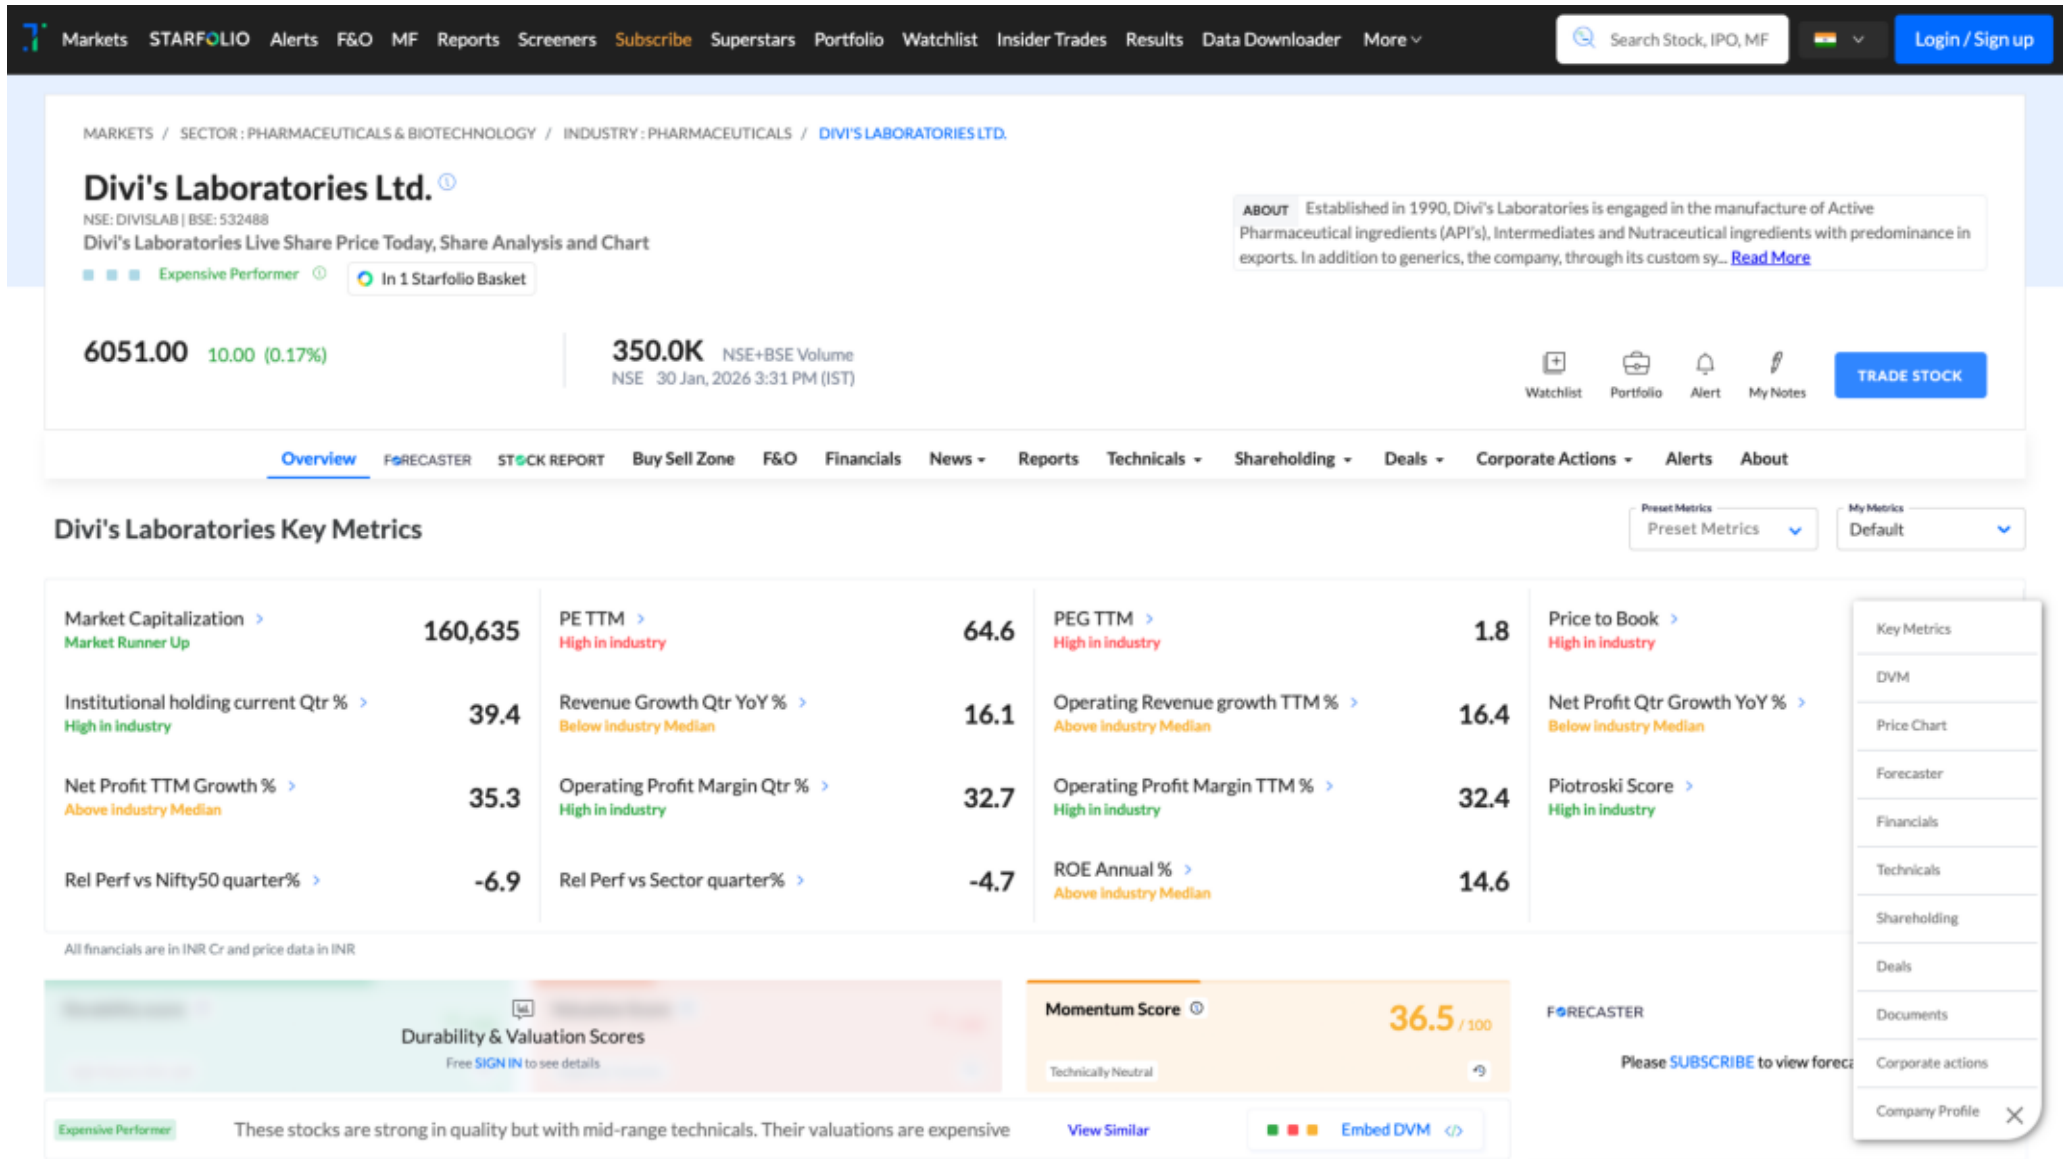 Markets STARFOLIO Alerts F&O MF Reports Screeners Subscribe Superstars Portfolio Watchlist Insider Trades Results Data Downloader More Search Stock, IPO, MF Login / Sign up
MARKETS / SECTOR : PHARMACEUTICALS & BIOTECHNOLOGY / INDUSTRY : PHARMACEUTICALS / DIVI'S LABORATORIES LTD.
Divi's Laboratories Ltd.
NSE: DIVISLAB | BSE: 532488
Divi's Laboratories Live Share Price Today, Share Analysis and Chart
Expensive Performer In 1 Starfolio Basket
ABOUT Established in 1990, Divi's Laboratories is engaged in the manufacture of Active
Pharmaceutical ingredients (API's), Intermediates and Nutraceutical ingredients with predominance in
exports. In addition to generics, the company, through its custom sy... Read More
6051.00 10.00 (0.17%)
350.0K NSE+BSE Volume
NSE 30 Jan, 2026 3:31 PM (IST)
Watchlist Portfolio Alert My Notes TRADE STOCK
Overview FORECASTER STOCK REPORT Buy Sell Zone F&O Financials News Reports Technicals Shareholding Deals Corporate Actions Alerts About
Divi's Laboratories Key Metrics
Preset Metrics
Preset Metrics
My Metrics
Default
Market Capitalization 160,635
Market Runner Up
PE TTM 64.6
High in industry
PEG TTM 1.8
High in industry
Price to Book
High in industry
Institutional holding current Qtr % 39.4
High in industry
Revenue Growth Qtr YoY % 16.1
Below industry Median
Operating Revenue growth TTM % 16.4
Above industry Median
Net Profit Qtr Growth YoY %
Below industry Median
Net Profit TTM Growth % 35.3
Above industry Median
Operating Profit Margin Qtr % 32.7
High in industry
Operating Profit Margin TTM % 32.4
High in industry
Piotroski Score
High in industry
Rel Perf vs Nifty50 quarter% -6.9
Rel Perf vs Sector quarter% -4.7
ROE Annual % 14.6
Above industry Median
Key Metrics
DVM
Price Chart
Forecaster
Financials
Technicals
Shareholding
Deals
Documents
Corporate actions
Company Profile
All financials are in INR Cr and price data in INR
Durability & Valuation Scores
Free SIGN IN to see details
Momentum Score 36.5 / 100
Technically Neutral
FORECASTER
Please SUBSCRIBE to view foreca
Expensive Performer These stocks are strong in quality but with mid-range technicals. Their valuations are expensive View Similar Embed DVM </>